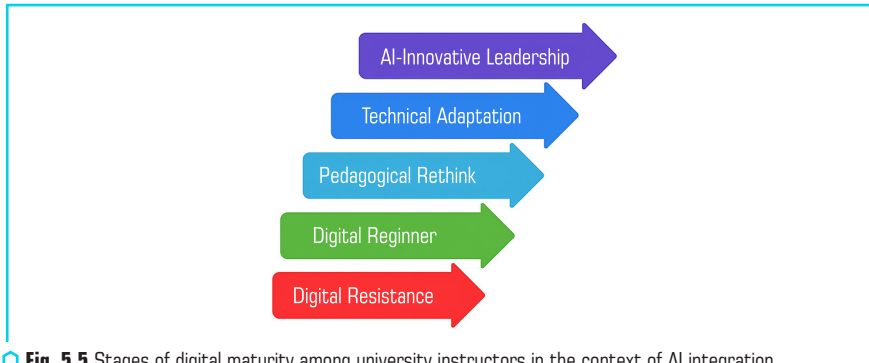 AI-Innovative Leadership
Technical Adaptation
Pedagogical Rethink
Digital Reginner
Digital Resistance
Fig. 5.5 Stages of digital maturity among university instructors in the context of AI integration